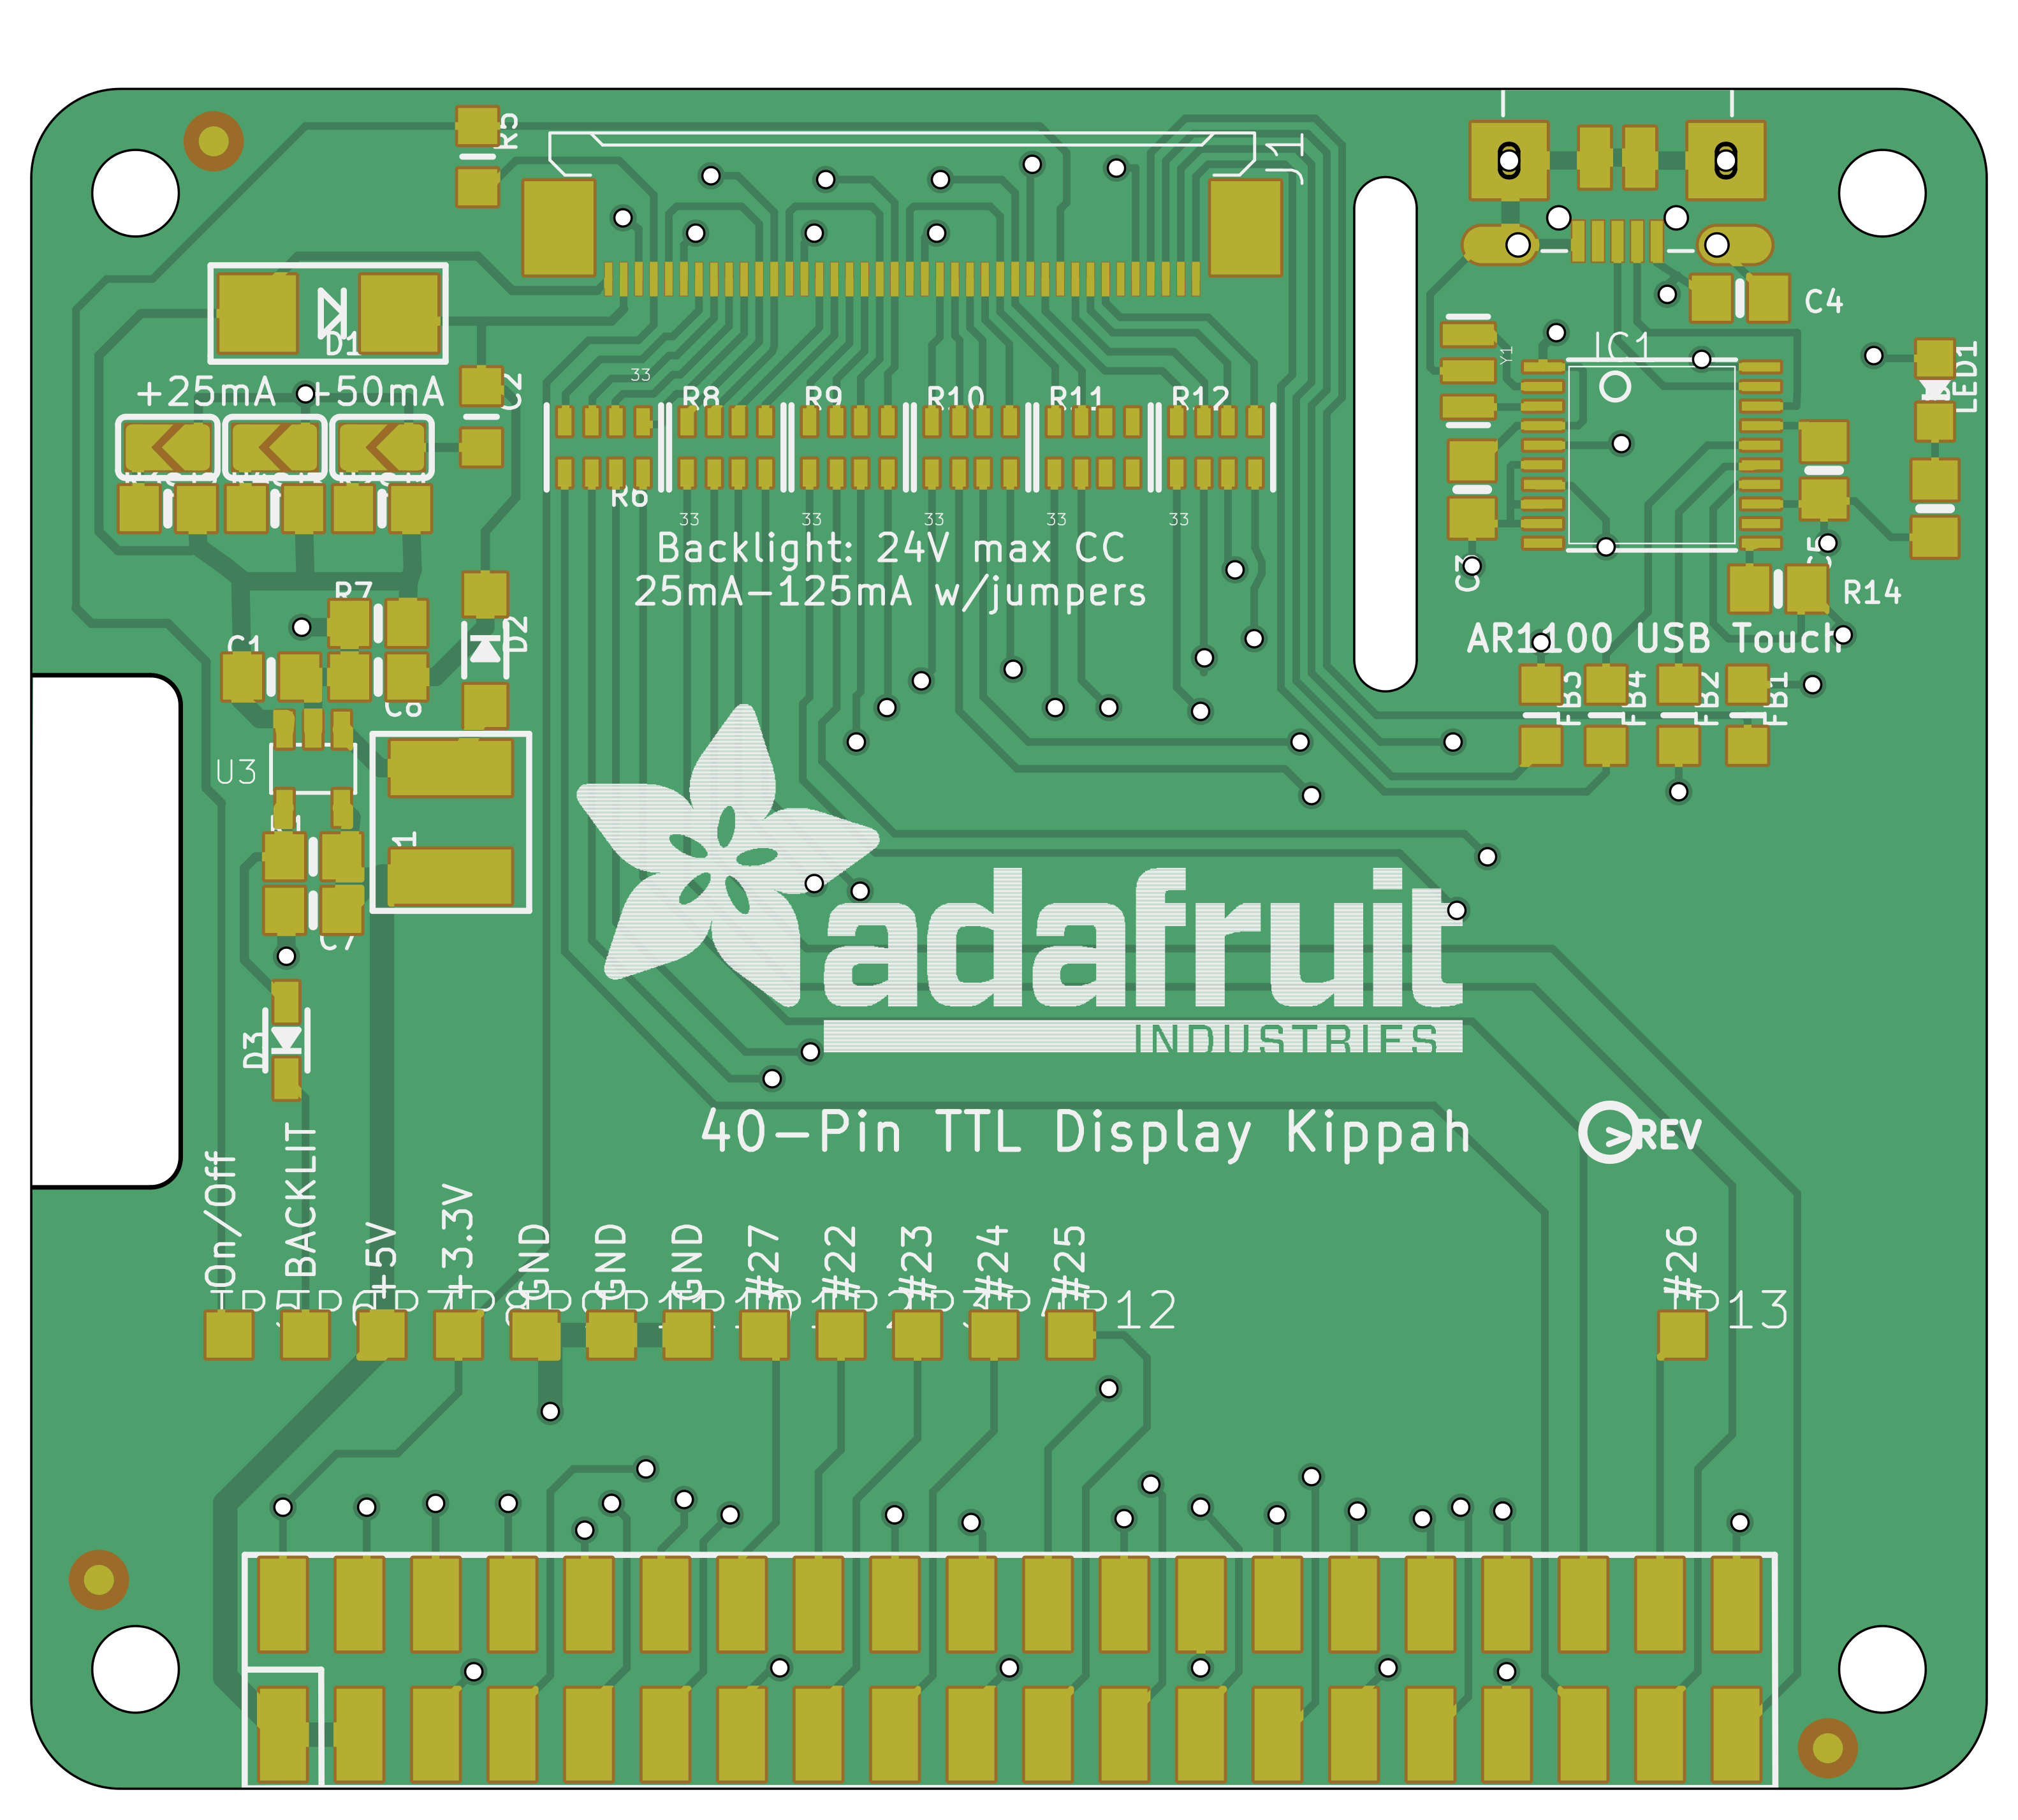 R5
J1
C4
D1
IC1
Y1
LED1
+25mA
+50mA
C2
33
R8
R9
R10
R11
R12
R6
33
33
33
33
33
Backlight: 24V max CC
25mA-125mA w/jumpers
C3
R14
R7
D2
C1
AR1100 USB Touch
FB3
FB4
FB2
FB1
C8
U3
C7
adafruit
INDUSTRIES
D3
40-Pin TTL Display Kippah
REV
On/Off
BACKLIT
+5V
+3.3V
GND
GND
GND
#27
#22
#23
#24
#25
#26